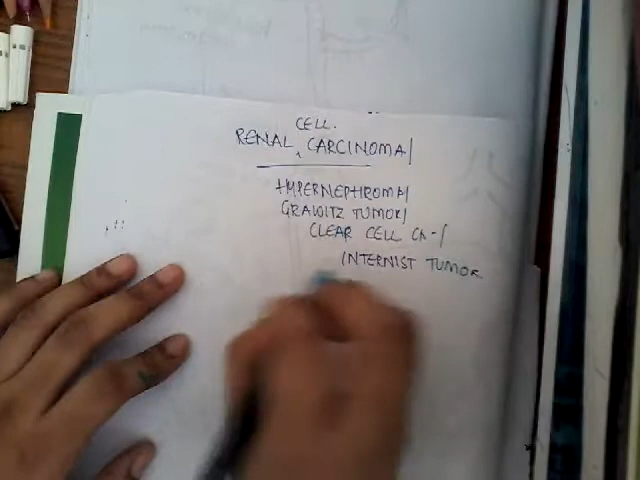 CELL.
RENAL CARCINOMA/
HYPERNEPHROMA/
GRAWITZ TUMOR/
CLEAR CELL CA-/
INTERNIST TUMOR